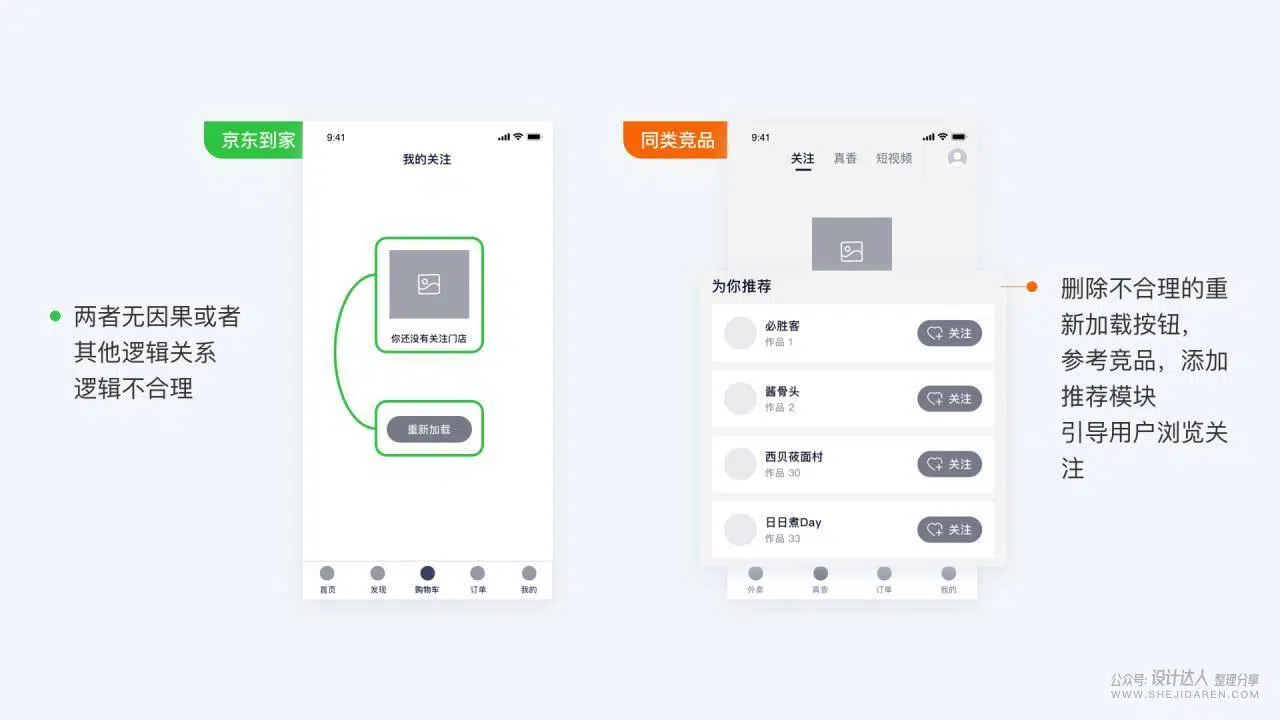 京东到家
9:41
我的关注
你还没有关注门店
重新加载
首页
发现
购物车
订单
我的
两者无因果或者
其他逻辑关系
逻辑不合理
同类竞品
9:41
关注
真香
短视频
为你推荐
必胜客
作品 1
关注
酱骨头
作品 2
关注
西贝莜面村
作品 30
关注
日日煮Day
作品 33
关注
外卖
真香
订单
我的
删除不合理的重
新加载按钮,
参考竞品，添加
推荐模块
引导用户浏览关
注
公众号: 设计达人 整理分享
WWW.SHEJIDAREN.COM